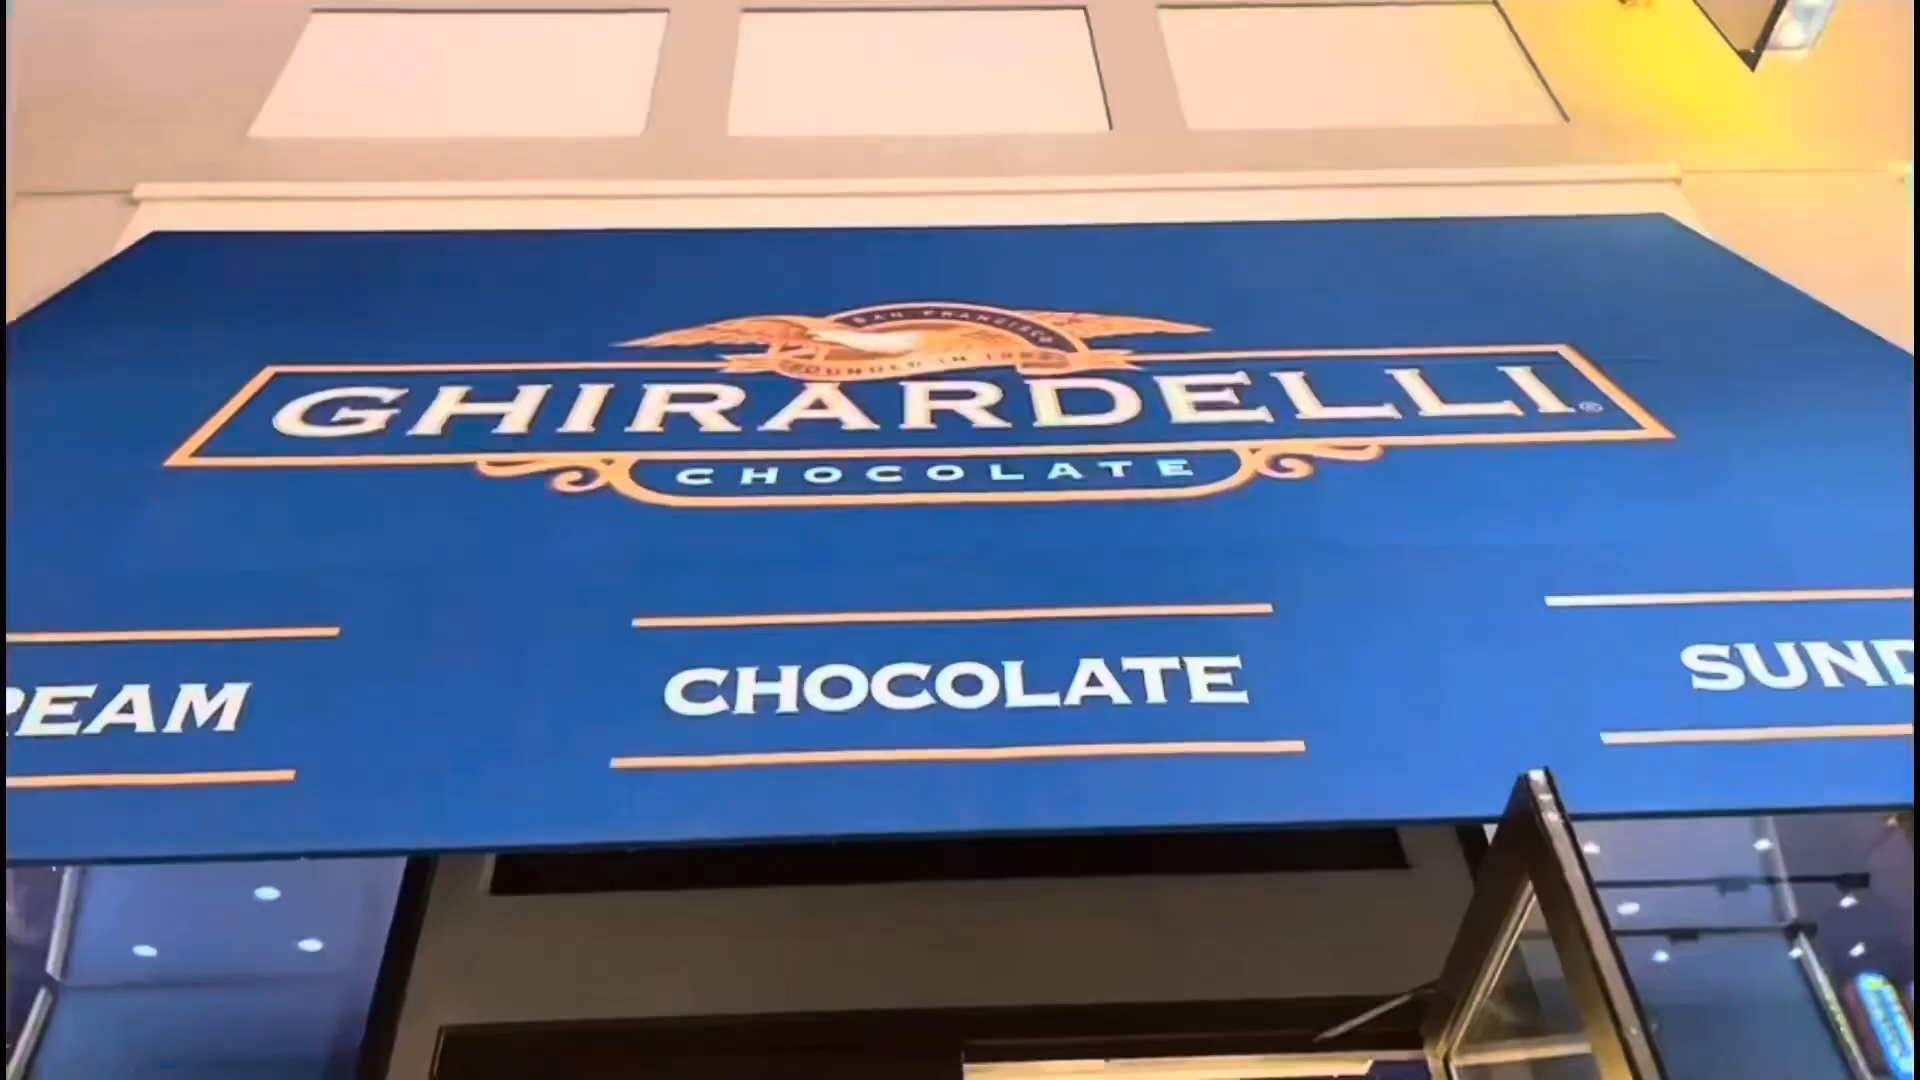 SAN FRANCISCO
FOUNDED IN 1852
GHIRARDELLI®
CHOCOLATE
REAM
CHOCOLATE
SUND